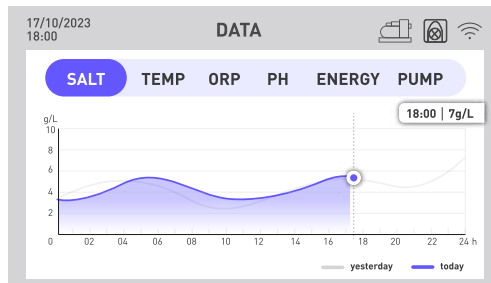 17/10/2023
18:00
DATA
SALT TEMP ORP PH ENERGY PUMP
18:00 | 7g/L
g/L
10
8
6
4
2
0 02 04 06 08 10 12 14 16 18 20 22 24 h
yesterday today